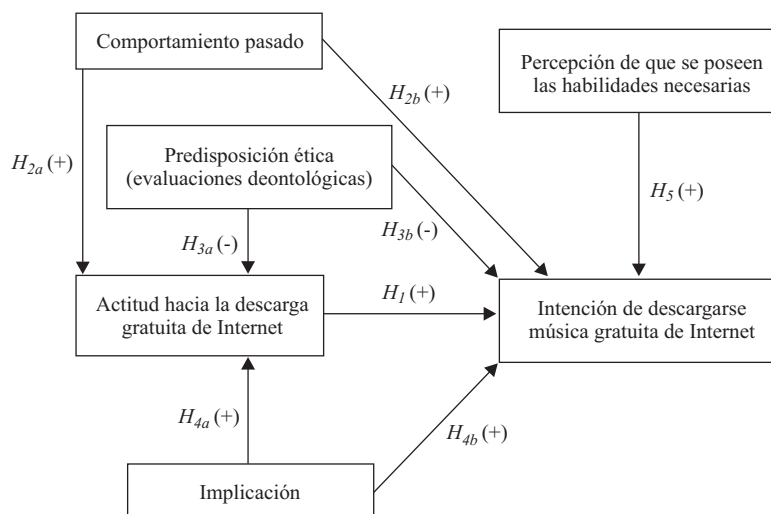 Comportamiento pasado
Percepción de que se poseen
las habilidades necesarias
H2b (+)
Predisposición ética
(evaluaciones deontológicas)
H2a (+)
H5 (+)
H3a (-)
H3b (-)
Actitud hacia la descarga
gratuita de Internet
H1 (+)
Intención de descargarse
música gratuita de Internet
H4a (+)
H4b (+)
Implicación